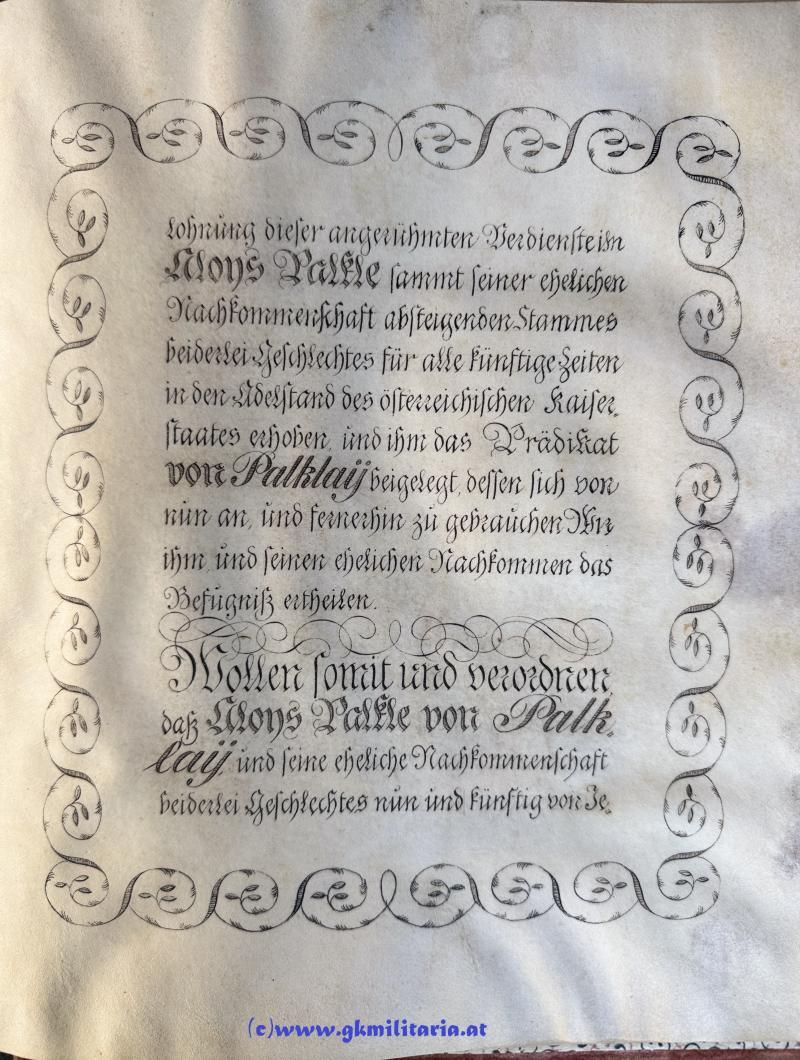 lohnung dieser angerühmten Verdienste ihn
Aloys Palkle sammt seiner ehelichen
Nachkommenschaft absteigenden Stammes
beiderlei Geschlechtes für alle künftige Zeiten
in den Adelstand des österreichischen Kaiser-
staates erhoben, und ihm das Prädikat
von Palklaÿ beigelegt, dessen sich von
nun an, und fernerhin zu gebrauchen Wir
ihm, und seinen ehelichen Nachkommen das
Befugniß ertheilen.
Wollen somit und verordnen,
daß Aloys Palkle von Palk-
laÿ, und seine eheliche Nachkommenschaft
beiderlei Geschlechtes nun und künftig von Je-
(c)www.gkmilitaria.at